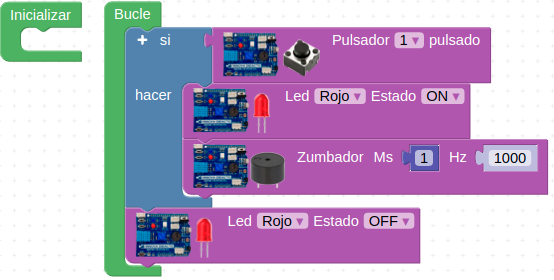 Inicializar
Bucle
+ si
Pulsador 1 ▾ pulsado
hacer
Led Rojo ▾ Estado ON ▾
Zumbador Ms 1 Hz 1000
Led Rojo ▾ Estado OFF ▾